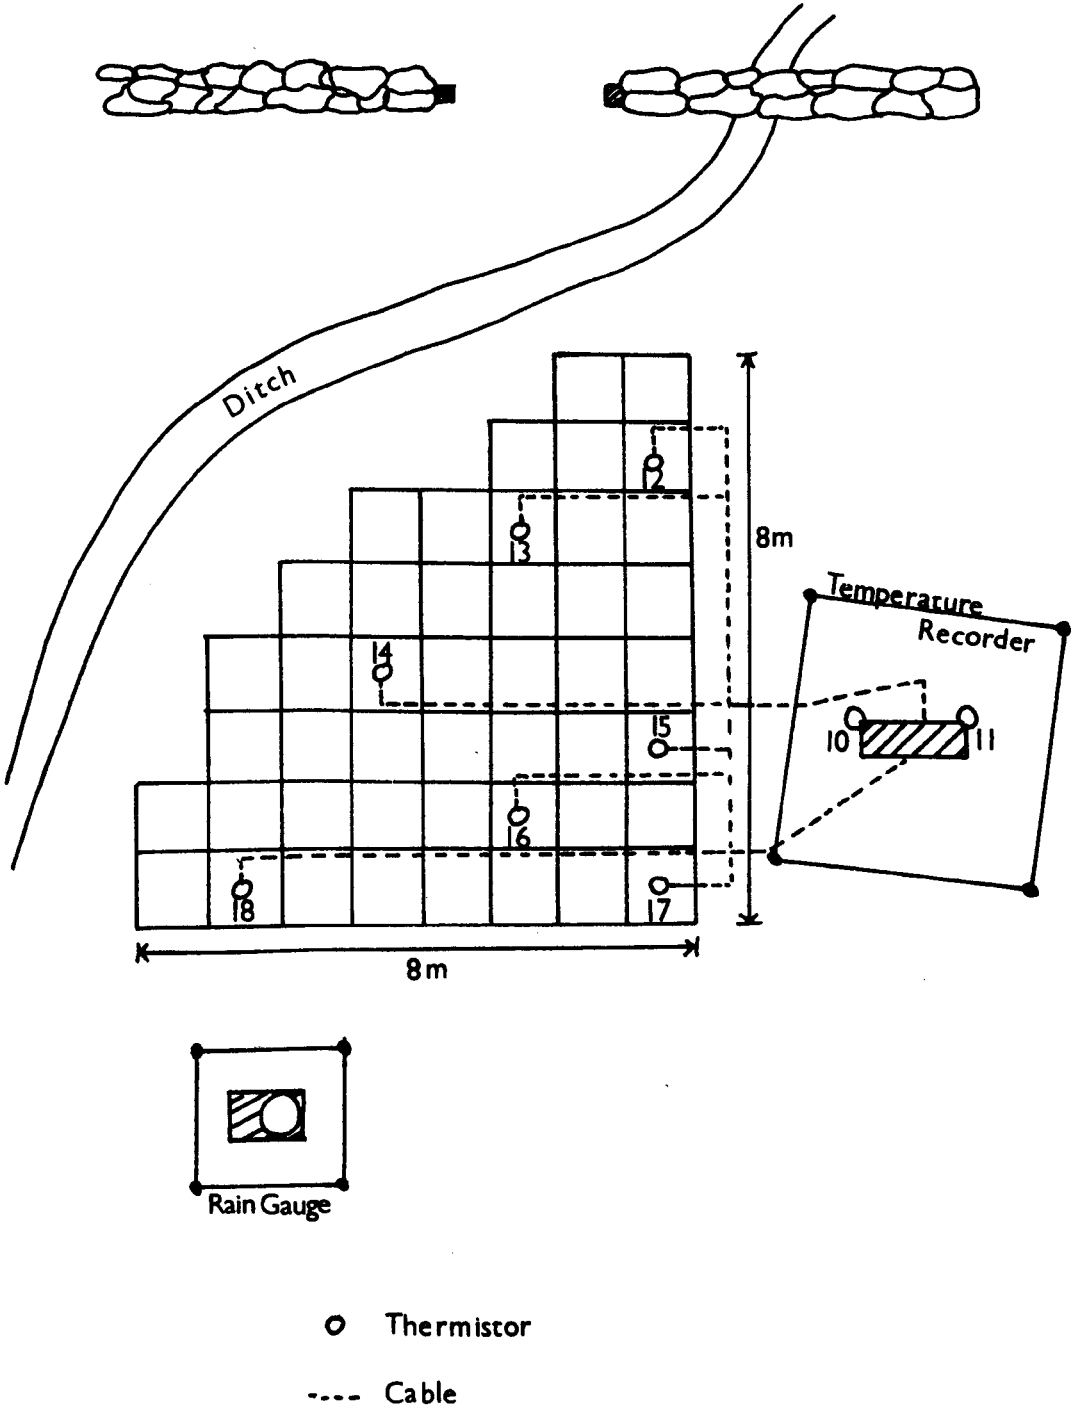 Ditch
12
13
8m
Temperature
Recorder
14
15
10
11
16
18
17
8m
Rain Gauge
Thermistor
Cable